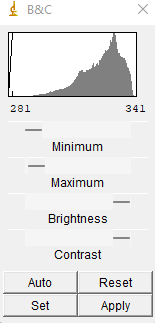 B&C
281 341
Minimum
Maximum
Brightness
Contrast
Auto Reset
Set Apply